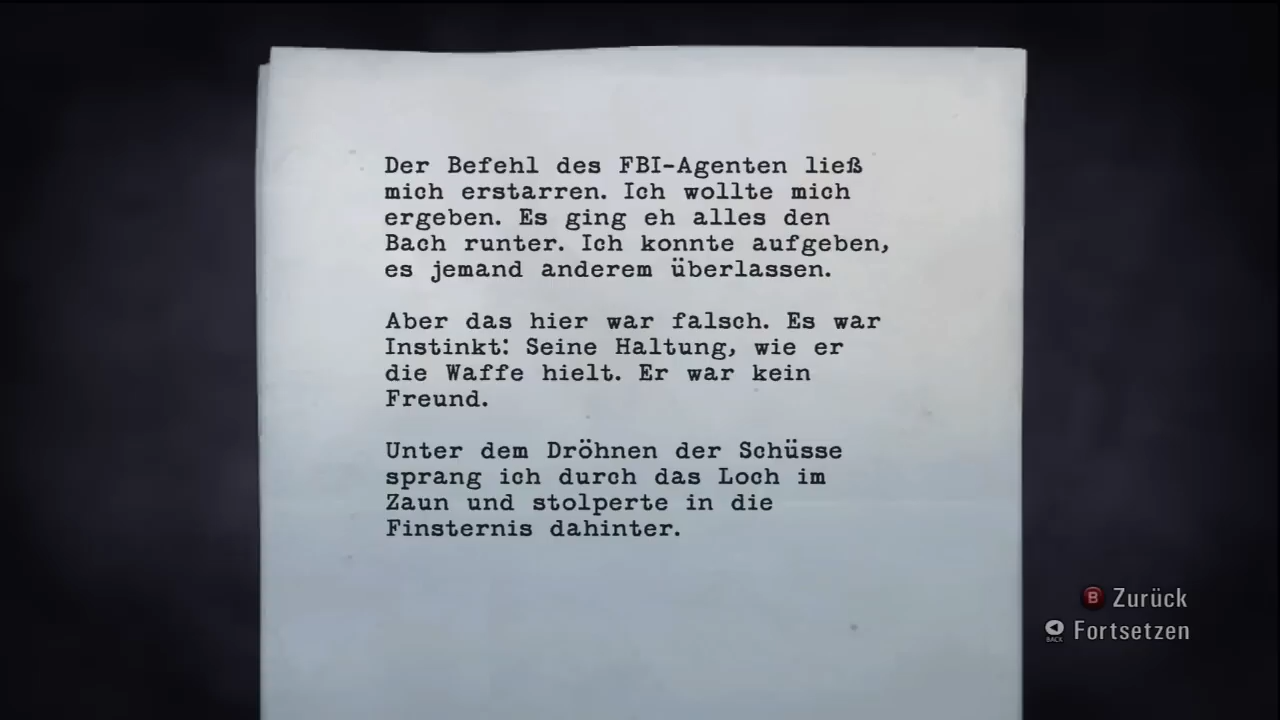 Der Befehl des FBI-Agenten ließ
mich erstarren. Ich wollte mich
ergeben. Es ging eh alles den
Bach runter. Ich konnte aufgeben,
es jemand anderem überlassen.
Aber das hier war falsch. Es war
Instinkt: Seine Haltung, wie er
die Waffe hielt. Er war kein
Freund.
Unter dem Dröhnen der Schüsse
sprang ich durch das Loch im
Zaun und stolperte in die
Finsternis dahinter.
B Zurück
BACK Fortsetzen